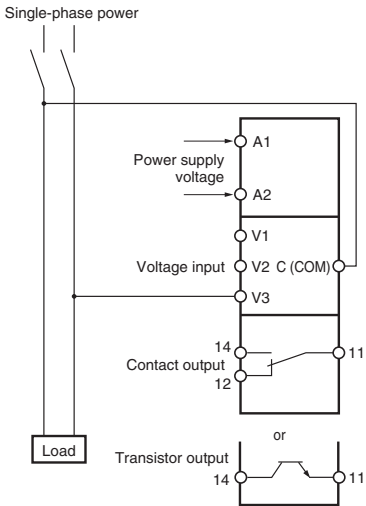 Single-phase power
A1
Power supply
voltage
A2
V1
Voltage input
V2 C (COM)
V3
14
11
Contact output
12
or
Load
Transistor output
14
11